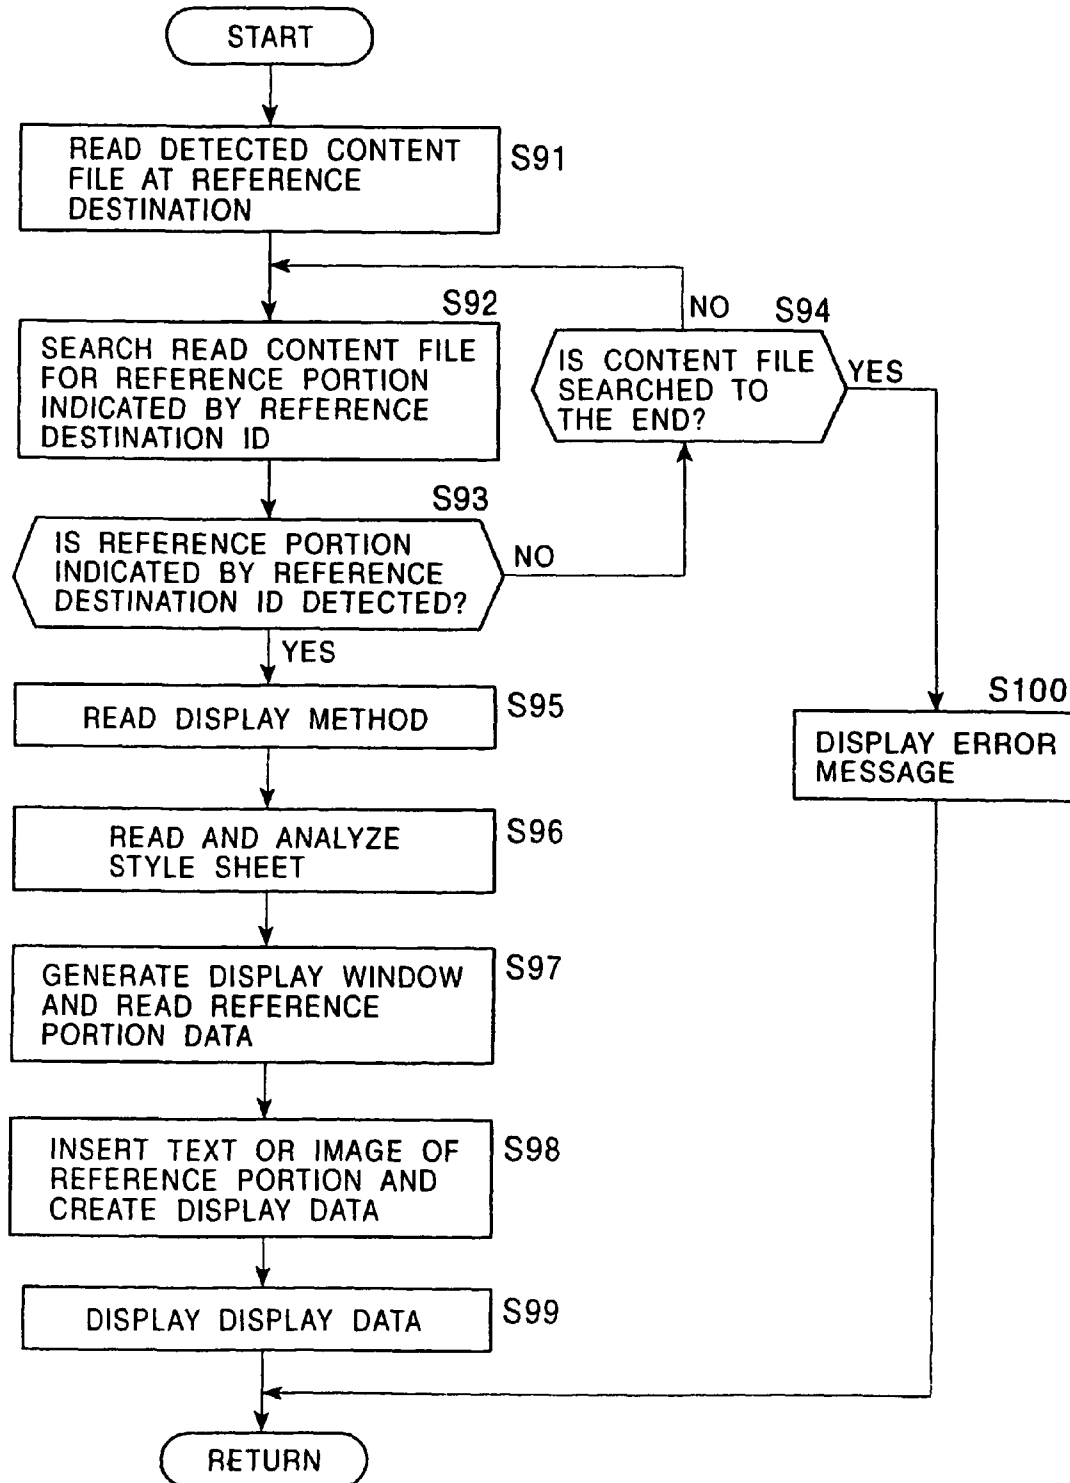 START
READ DETECTED CONTENT
FILE AT REFERENCE
DESTINATION
S91
S92
SEARCH READ CONTENT FILE
FOR REFERENCE PORTION
INDICATED BY REFERENCE
DESTINATION ID
NO
S94
IS CONTENT FILE
SEARCHED TO
THE END?
YES
S93
IS REFERENCE PORTION
INDICATED BY REFERENCE
DESTINATION ID DETECTED?
NO
YES
READ DISPLAY METHOD
S95
S100
DISPLAY ERROR
MESSAGE
READ AND ANALYZE
STYLE SHEET
S96
GENERATE DISPLAY WINDOW
AND READ REFERENCE
PORTION DATA
S97
INSERT TEXT OR IMAGE OF
REFERENCE PORTION AND
CREATE DISPLAY DATA
S98
DISPLAY DISPLAY DATA
S99
RETURN